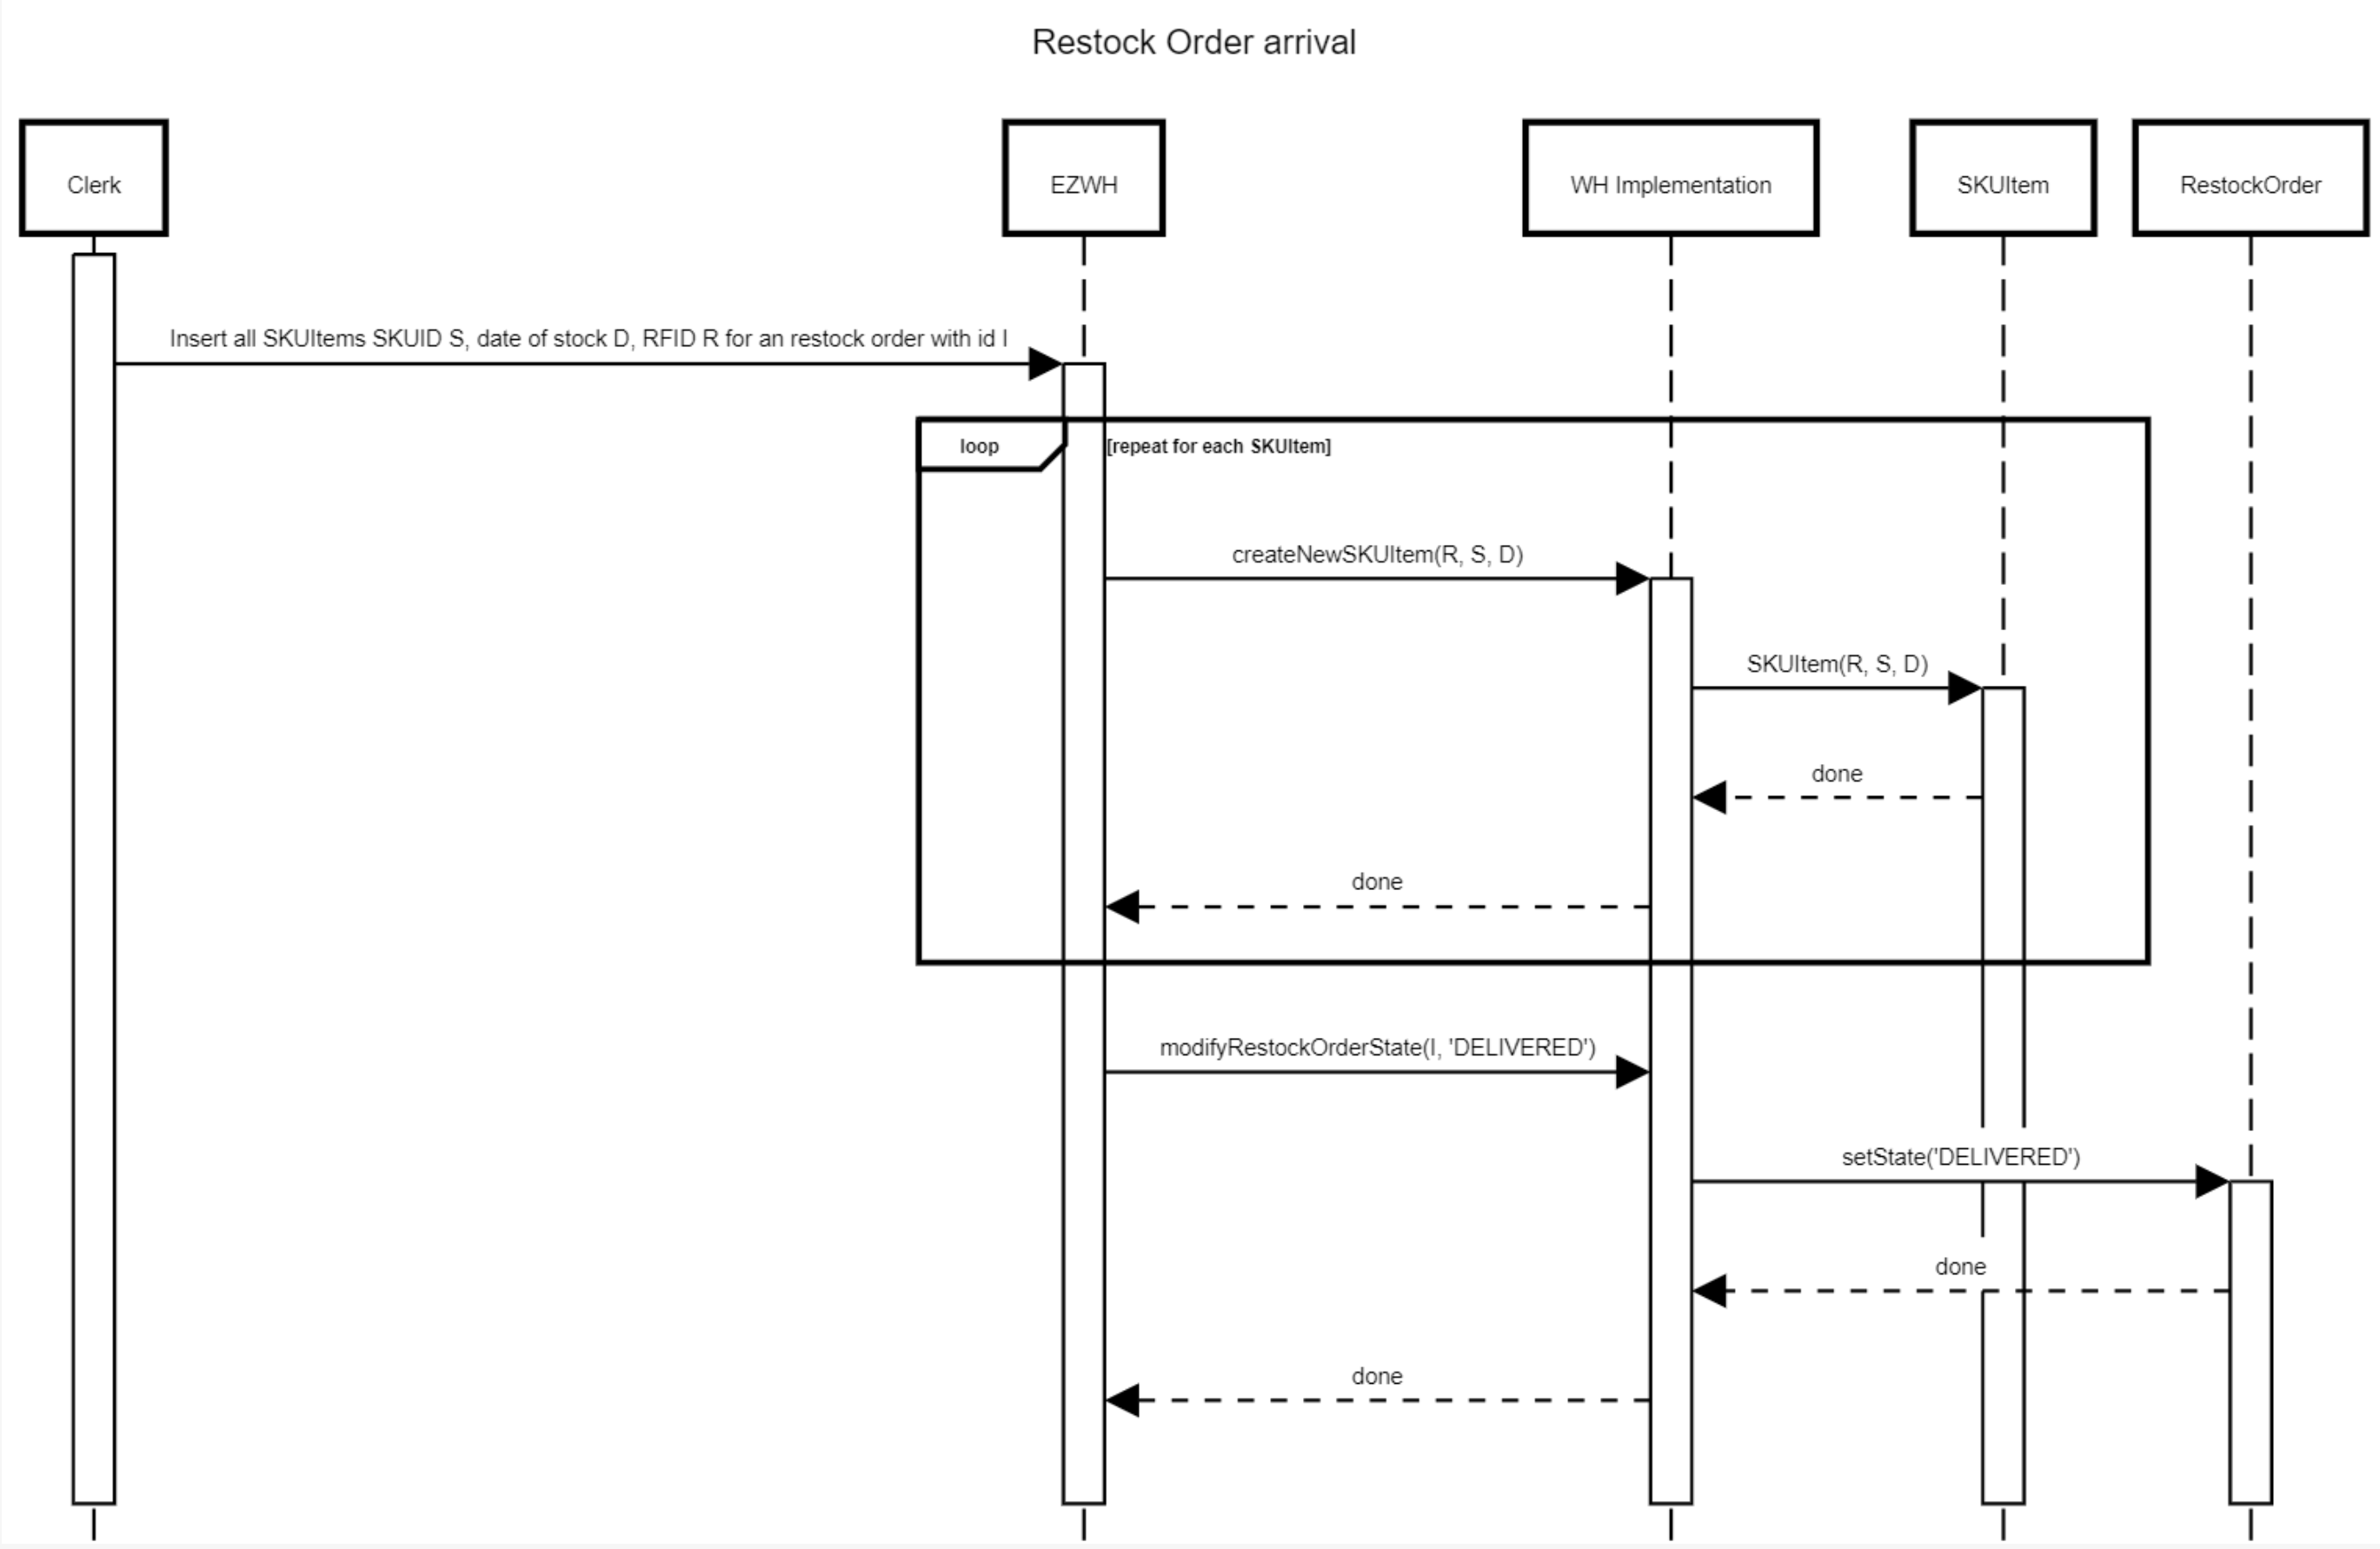 Restock Order arrival
Clerk
EZWH
WH Implementation
SKUItem
RestockOrder
Insert all SKUItems SKUID S, date of stock D, RFID R for an restock order with id I
loop
[repeat for each SKUItem]
createNewSKUItem(R, S, D)
SKUItem(R, S, D)
done
done
modifyRestockOrderState(I, 'DELIVERED')
setState('DELIVERED')
done
done